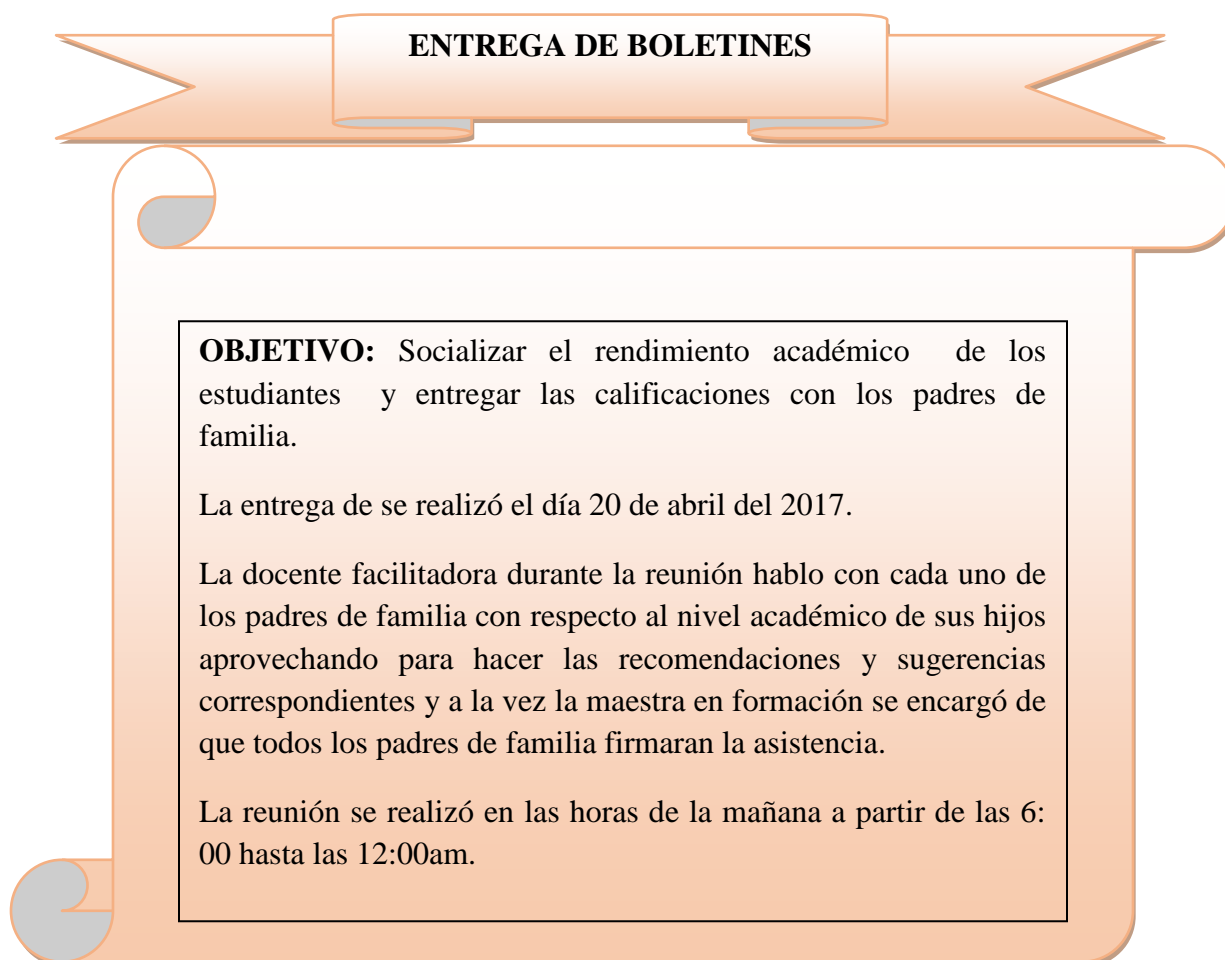 ENTREGA DE BOLETINES
OBJETIVO: Socializar el rendimiento académico de los
estudiantes y entregar las calificaciones con los padres de
familia.
La entrega de se realizó el día 20 de abril del 2017.
La docente facilitadora durante la reunión hablo con cada uno de
los padres de familia con respecto al nivel académico de sus hijos
aprovechando para hacer las recomendaciones y sugerencias
correspondientes y a la vez la maestra en formación se encargó de
que todos los padres de familia firmaran la asistencia.
La reunión se realizó en las horas de la mañana a partir de las 6:
00 hasta las 12:00am.